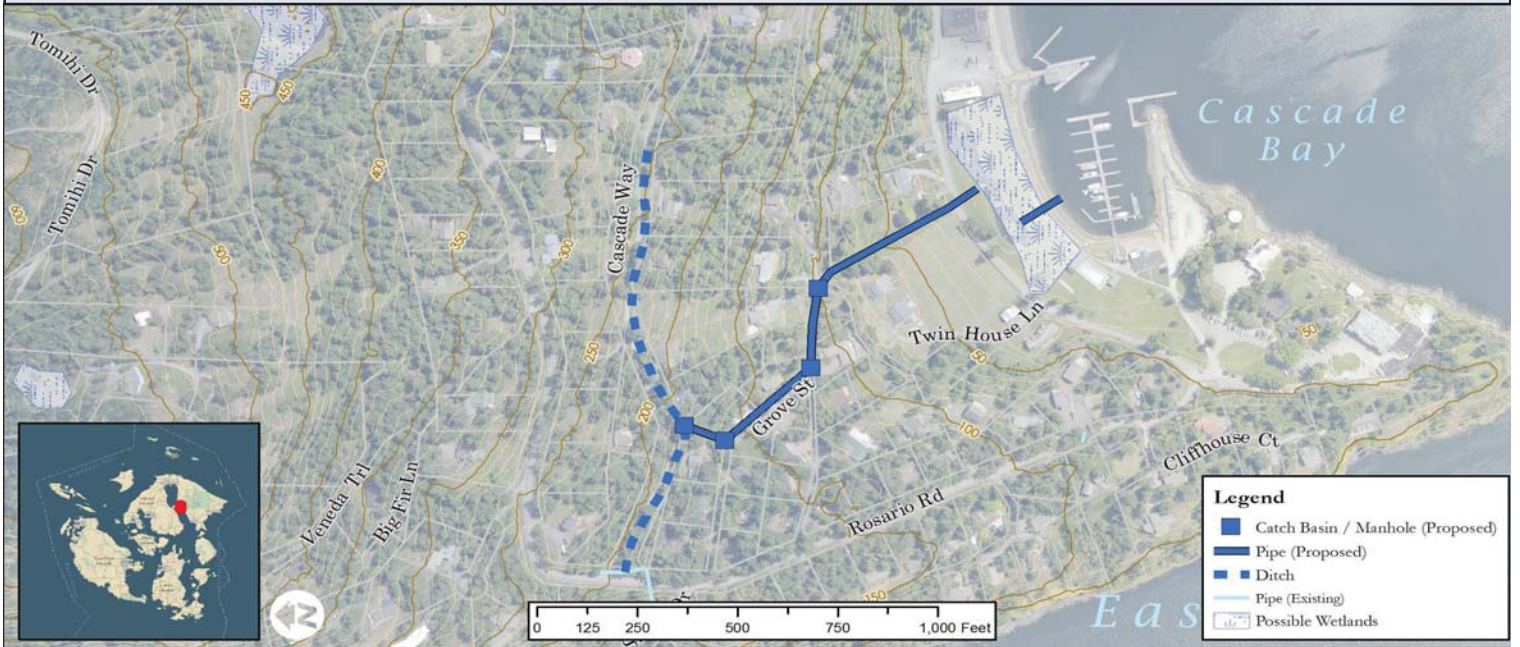 Tomihi Dr
Tomihi Dr
450
450
600
500
400
350
300
250
200
Cascade Way
Veneda Trl
Big Fir Ln
Grove St
Twin House Ln
50
50
100
150
Rosario Rd
Cliffhouse Ct
Cascade
Bay
Eas
Dr
N
0 125 250 500 750 1,000 Feet
Legend
Catch Basin / Manhole (Proposed)
Pipe (Proposed)
Ditch
Pipe (Existing)
Possible Wetlands